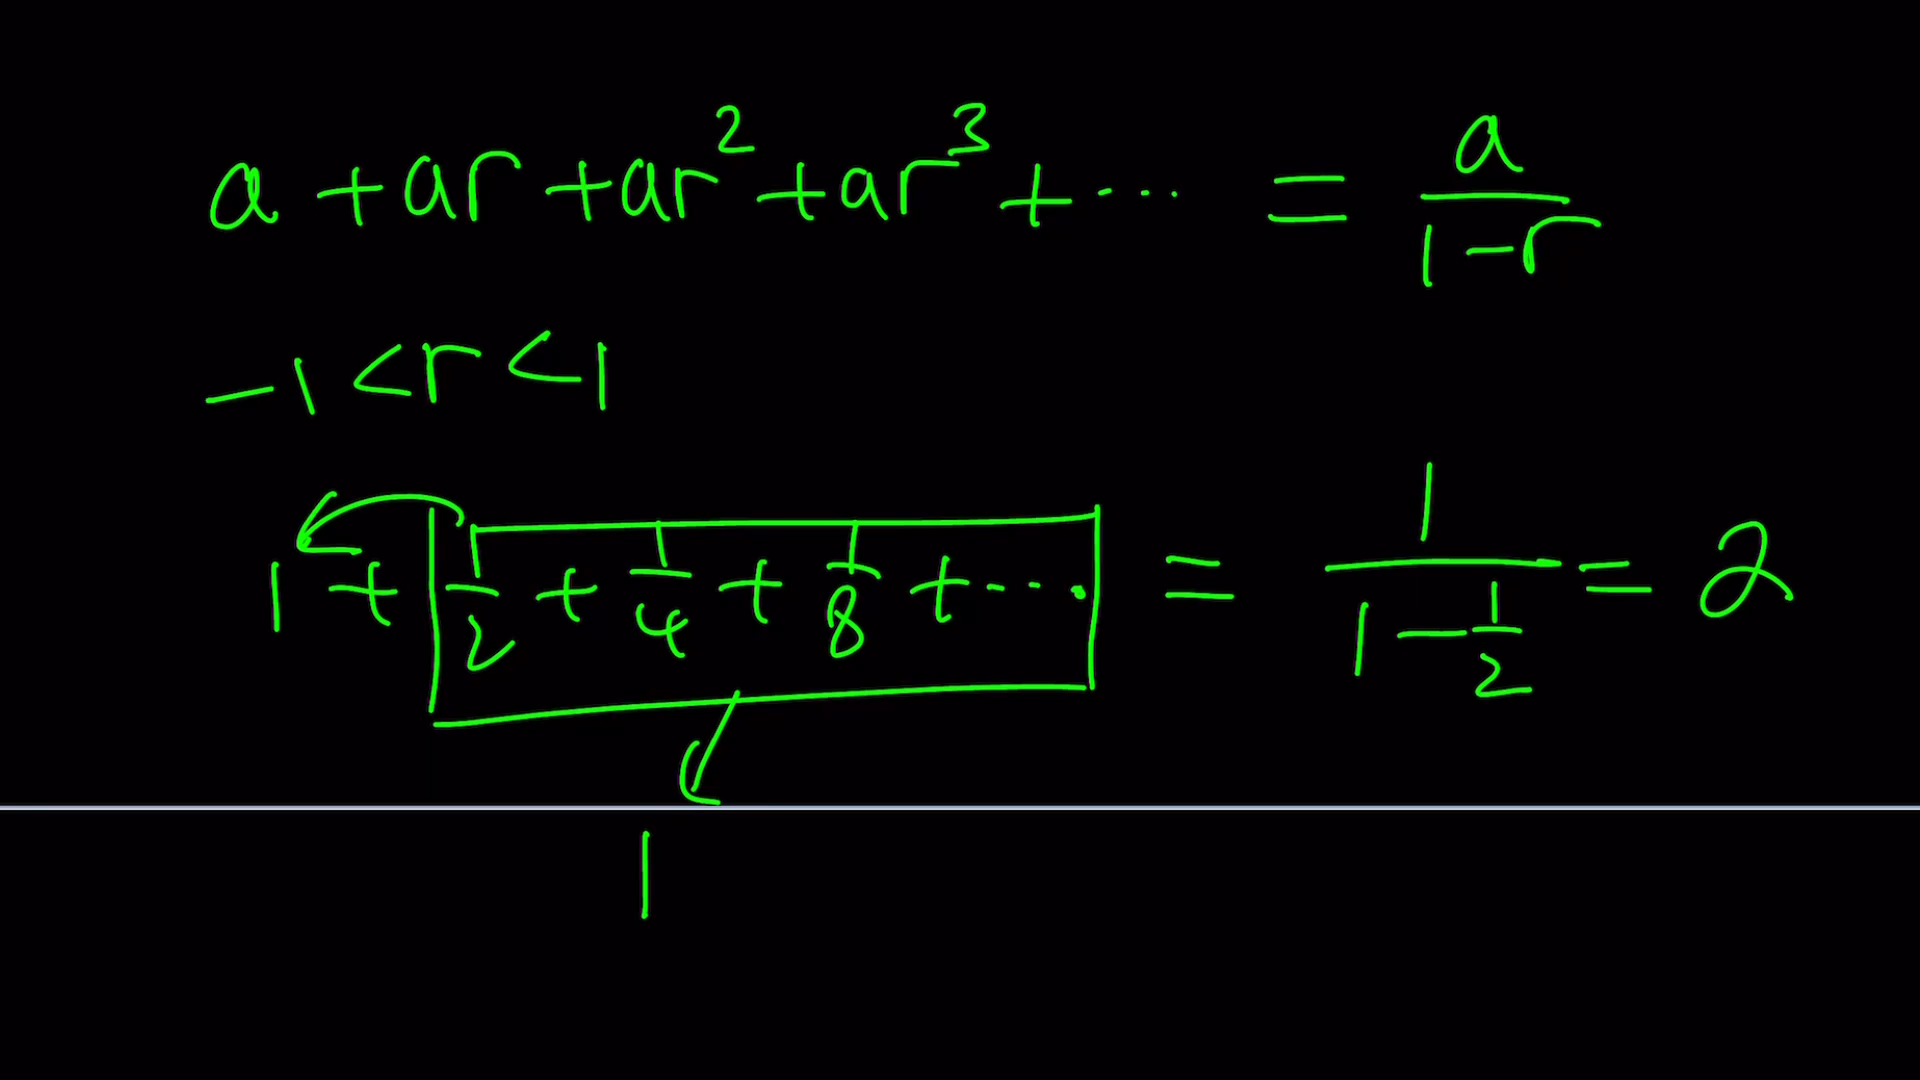 a + ar + ar² + ar³ + ... = a/(1-r)
-1 < r < 1
1 + 1/2 + 1/4 + 1/8 + .... = 1/(1 - 1/2) = 2
1